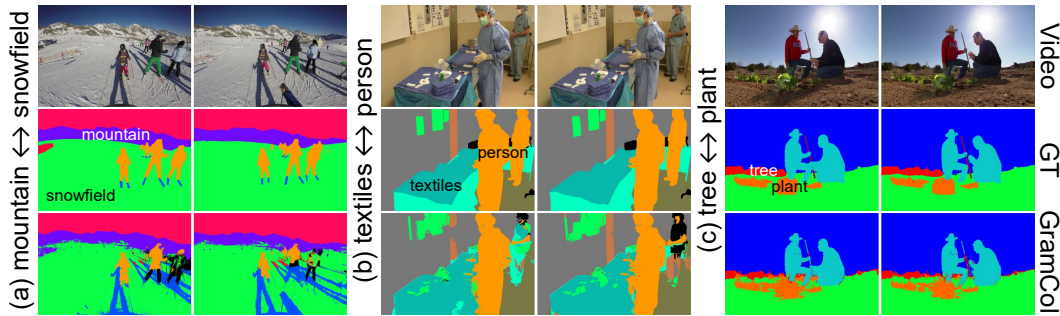 (a) mountain ↔ snowfield
mountain
snowfield
(b) textiles ↔ person
person
textiles
(c) tree ↔ plant
tree
plant
Video
GT
GramCol